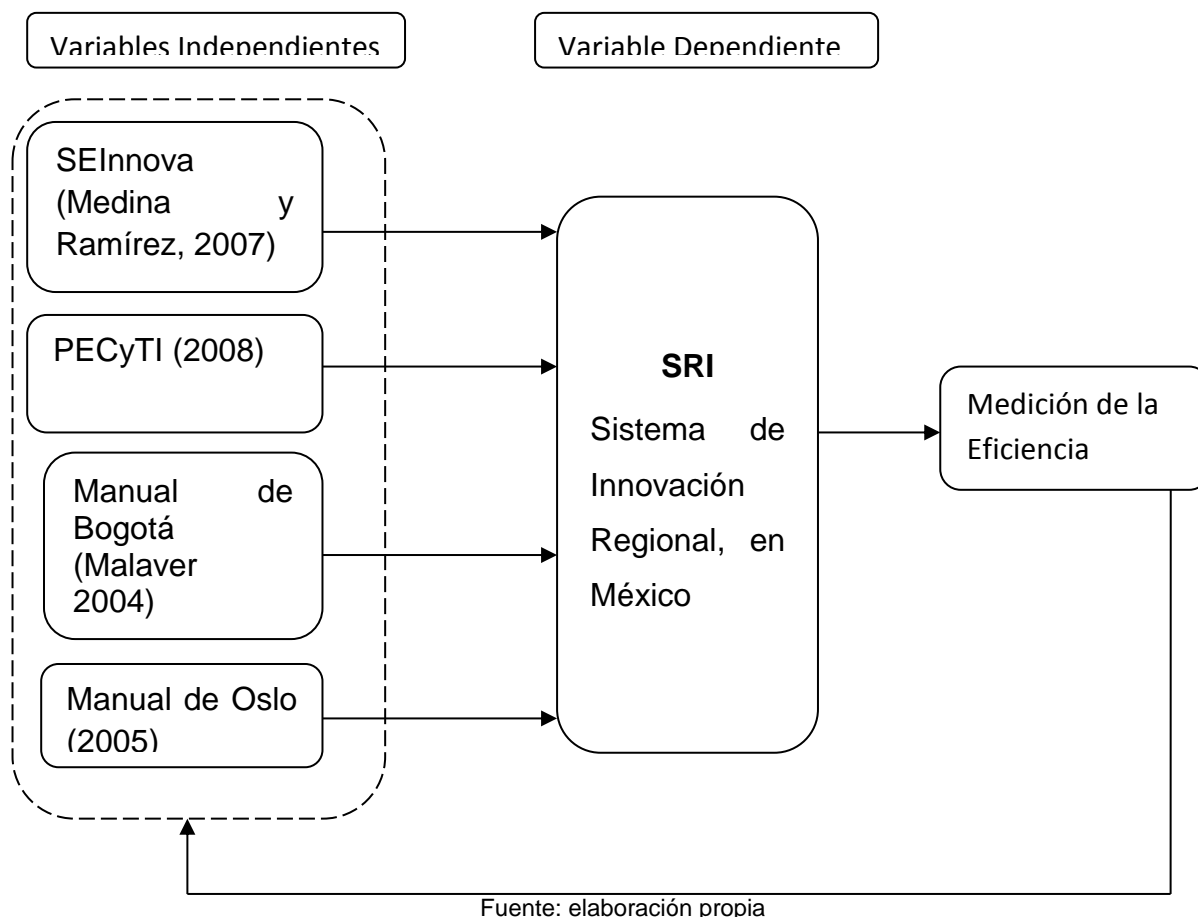 Variables Independientes
Variable Dependiente
SEInnova
(Medina y
Ramírez, 2007)
PECyTI (2008)
Manual de
Bogotá
(Malaver
2004)
Manual de Oslo
(2005)
SRI
Sistema de
Innovación
Regional, en
México
Medición de la
Eficiencia
Fuente: elaboración propia